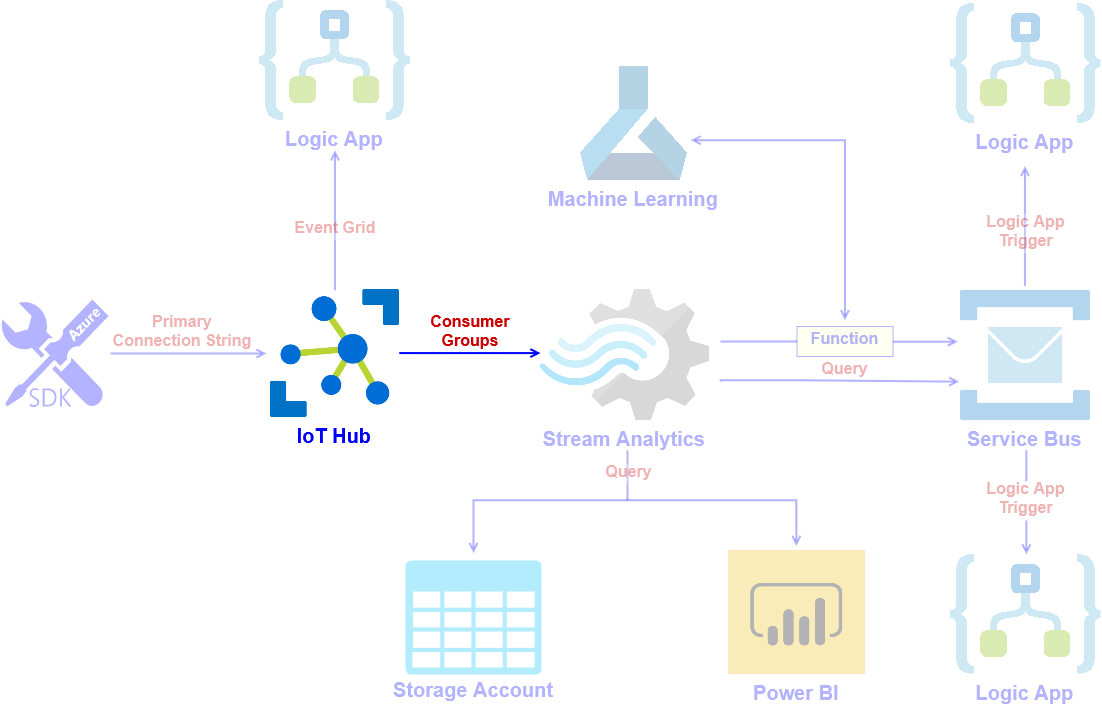 Logic App
Logic App
Machine Learning
Event Grid
Logic App
Trigger
Azure
SDK
Primary
Connection String
Consumer
Groups
Function
Query
IoT Hub
Stream Analytics
Service Bus
Query
Logic App
Trigger
Storage Account
Power BI
Logic App